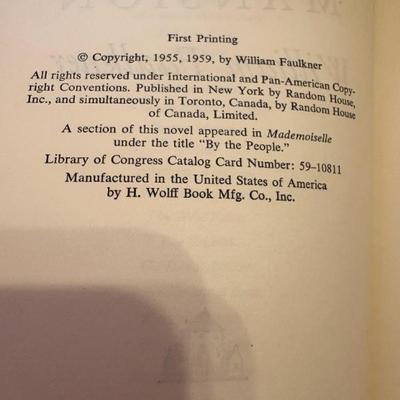 First Printing
© Copyright, 1955, 1959, by William Faulkner
All rights reserved under International and Pan-American Copy-
right Conventions. Published in New York by Random House,
Inc., and simultaneously in Toronto, Canada, by Random House
of Canada, Limited.
A section of this novel appeared in Mademoiselle
under the title "By the People."
Library of Congress Catalog Card Number: 59-10811
Manufactured in the United States of America
by H. Wolff Book Mfg. Co., Inc.